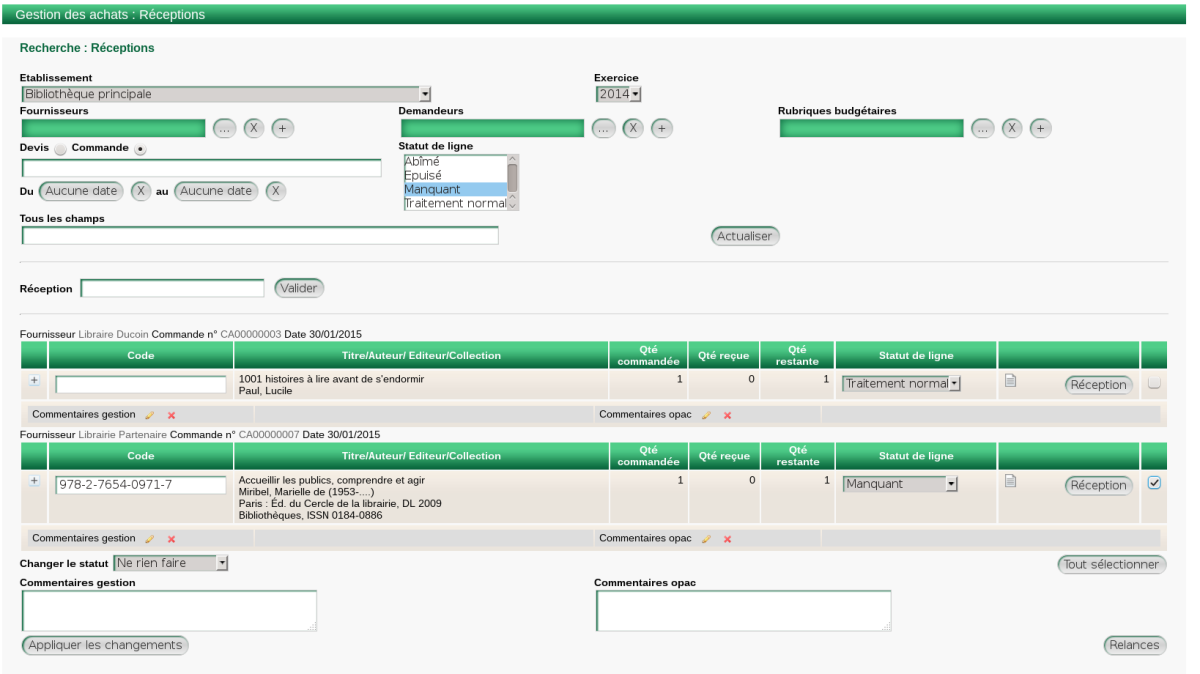 Gestion des achats : Réceptions
Recherche : Réceptions
Etablissement Exercice
Bibliothèque principale 2014
Fournisseurs Demandeurs Rubriques budgétaires
... X + ... X + ... X +
Devis Commande Statut de ligne
Abîmé
Epuisé
Manquant
Traitement normal
Du Aucune date X au Aucune date X
Tous les champs
Actualiser
Réception Valider
Fournisseur Libraire Ducoin Commande n° CA00000003 Date 30/01/2015
Code Titre/Auteur/ Editeur/Collection Qté commandée Qté reçue Qté restante Statut de ligne
+ 1001 histoires à lire avant de s'endormir 1 0 1 Traitement normal Réception
Paul, Lucile
Commentaires gestion Commentaires opac
Fournisseur Librairie Partenaire Commande n° CA00000007 Date 30/01/2015
Code Titre/Auteur/ Editeur/Collection Qté commandée Qté reçue Qté restante Statut de ligne
+ 978-2-7654-0971-7 Accueillir les publics, comprendre et agir 1 0 1 Manquant Réception
Miribel, Marielle de (1953-....)
Paris : Éd. du Cercle de la librairie, DL 2009
Bibliothèques, ISSN 0184-0886
Commentaires gestion Commentaires opac
Changer le statut Ne rien faire Tout sélectionner
Commentaires gestion Commentaires opac
Appliquer les changements Relances